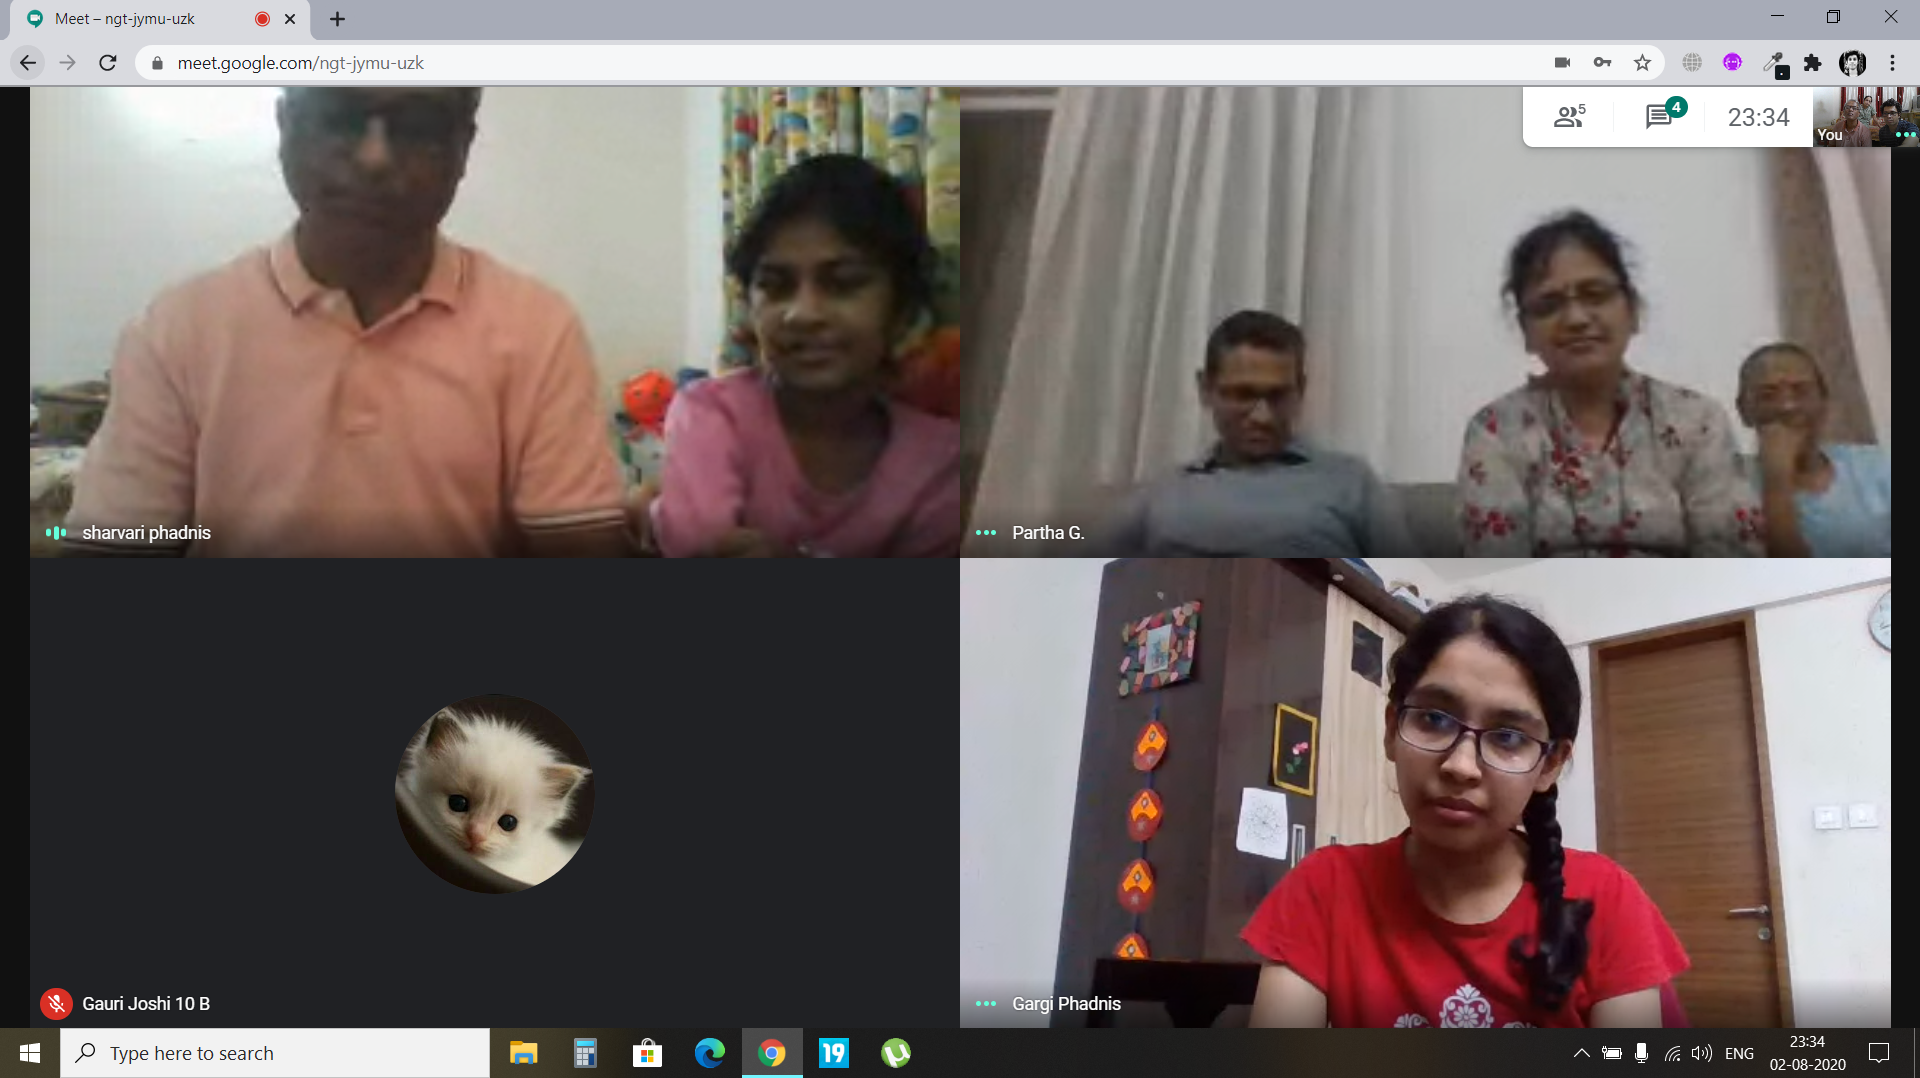 Meet – ngt-jymu-uzk
meet.google.com/ngt-jymu-uzk
5
4
23:34
You
sharvari phadnis
Partha G.
Gauri Joshi 10 B
Gargi Phadnis
Type here to search
19
ENG
23:34
02-08-2020